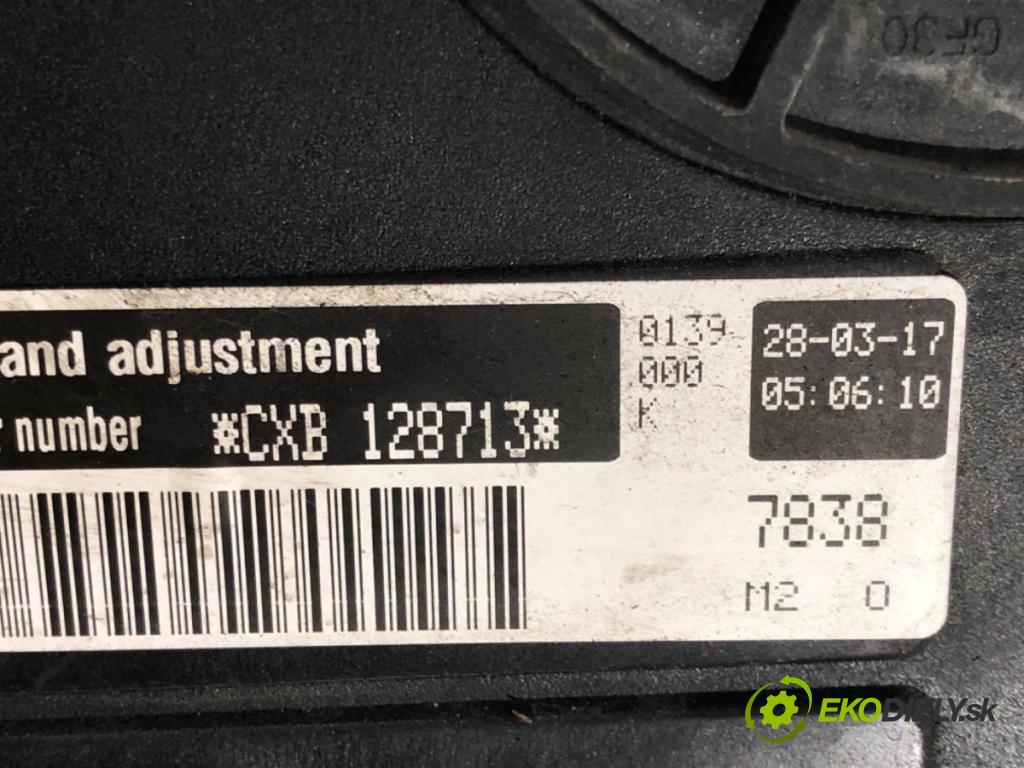 GF30
and adjustment
number *CXB 128713*
0139
000
K
28-03-17
05:06:10
7838
M2 0
EKODIELY.sk